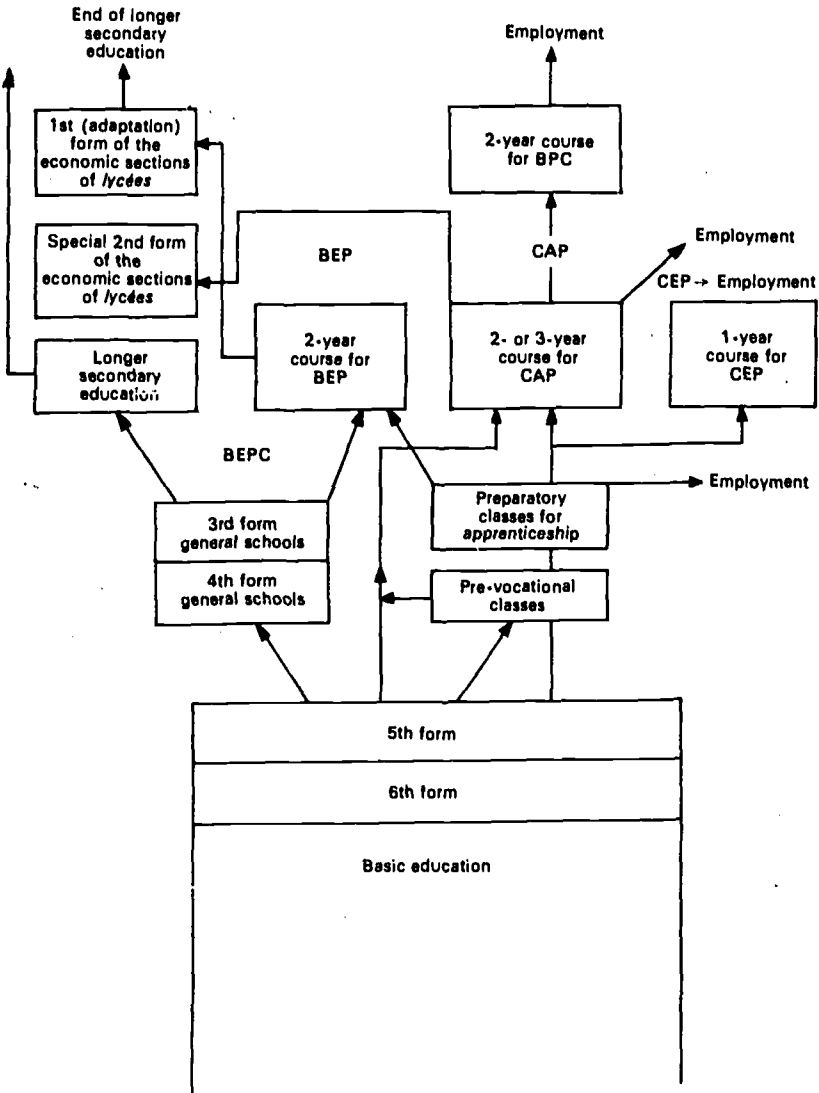 End of longer
secondary
education
Employment
1st (adaptation)
form of the
economic sections
of lycées
2-year course
for BPC
Special 2nd form
of the
economic sections
of lycées
BEP
CAP
Employment
CEP → Employment
Longer
secondary
education
2-year
course for
BEP
2- or 3-year
course for
CAP
1-year
course for
CEP
BEPC
3rd form
general schools
Preparatory
classes for
apprenticeship
Employment
4th form
general schools
Pre-vocational
classes
5th form
6th form
Basic education